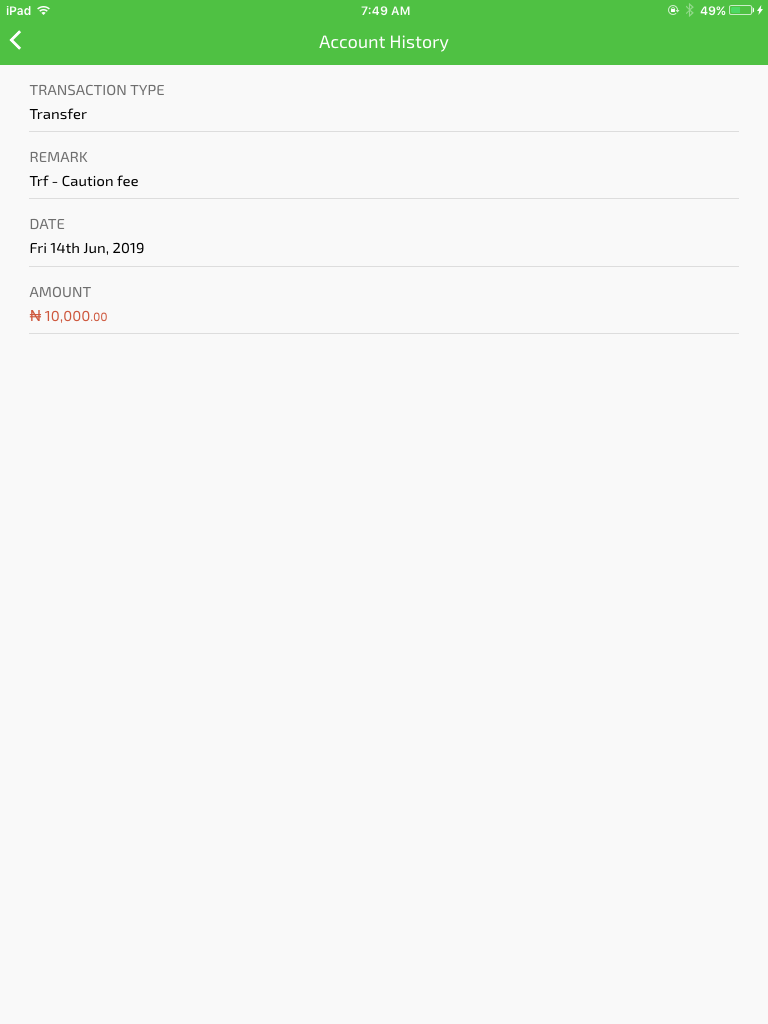 iPad 7:49 AM 49%
Account History
TRANSACTION TYPE
Transfer
REMARK
Trf - Caution fee
DATE
Fri 14th Jun, 2019
AMOUNT
₦ 10,000.00